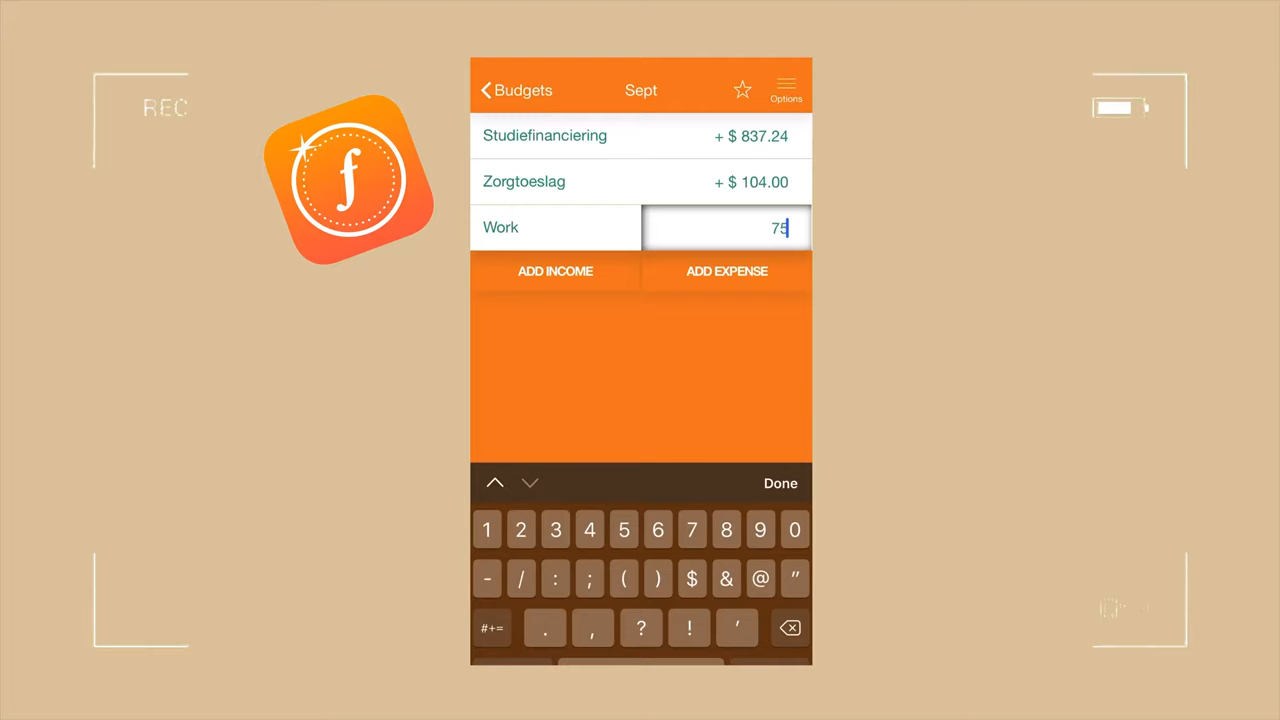 REC
f
Budgets Sept Options
Studiefinanciering + $ 837.24
Zorgtoeslag + $ 104.00
Work 75
ADD INCOME ADD EXPENSE
Done
1 2 3 4 5 6 7 8 9 0
- / : ; ( ) $ & @ "
#+= . , ? ! '